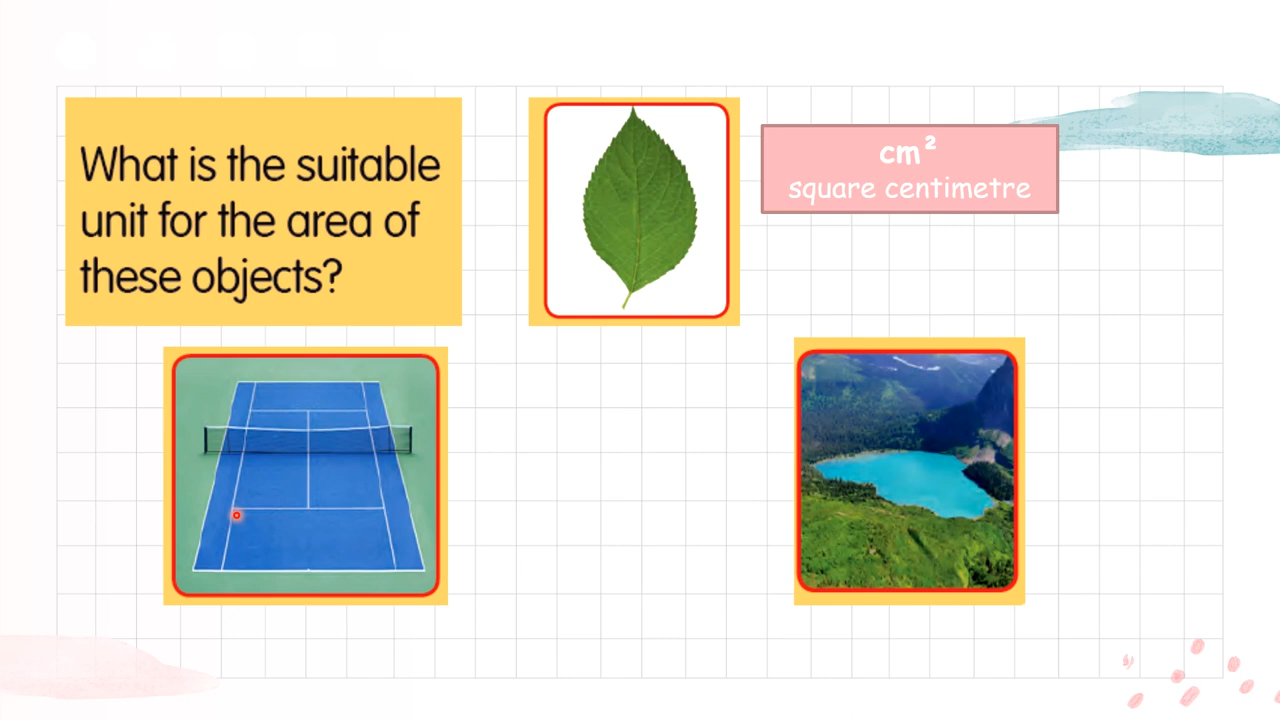 What is the suitable
unit for the area of
these objects?
cm²
square centimetre